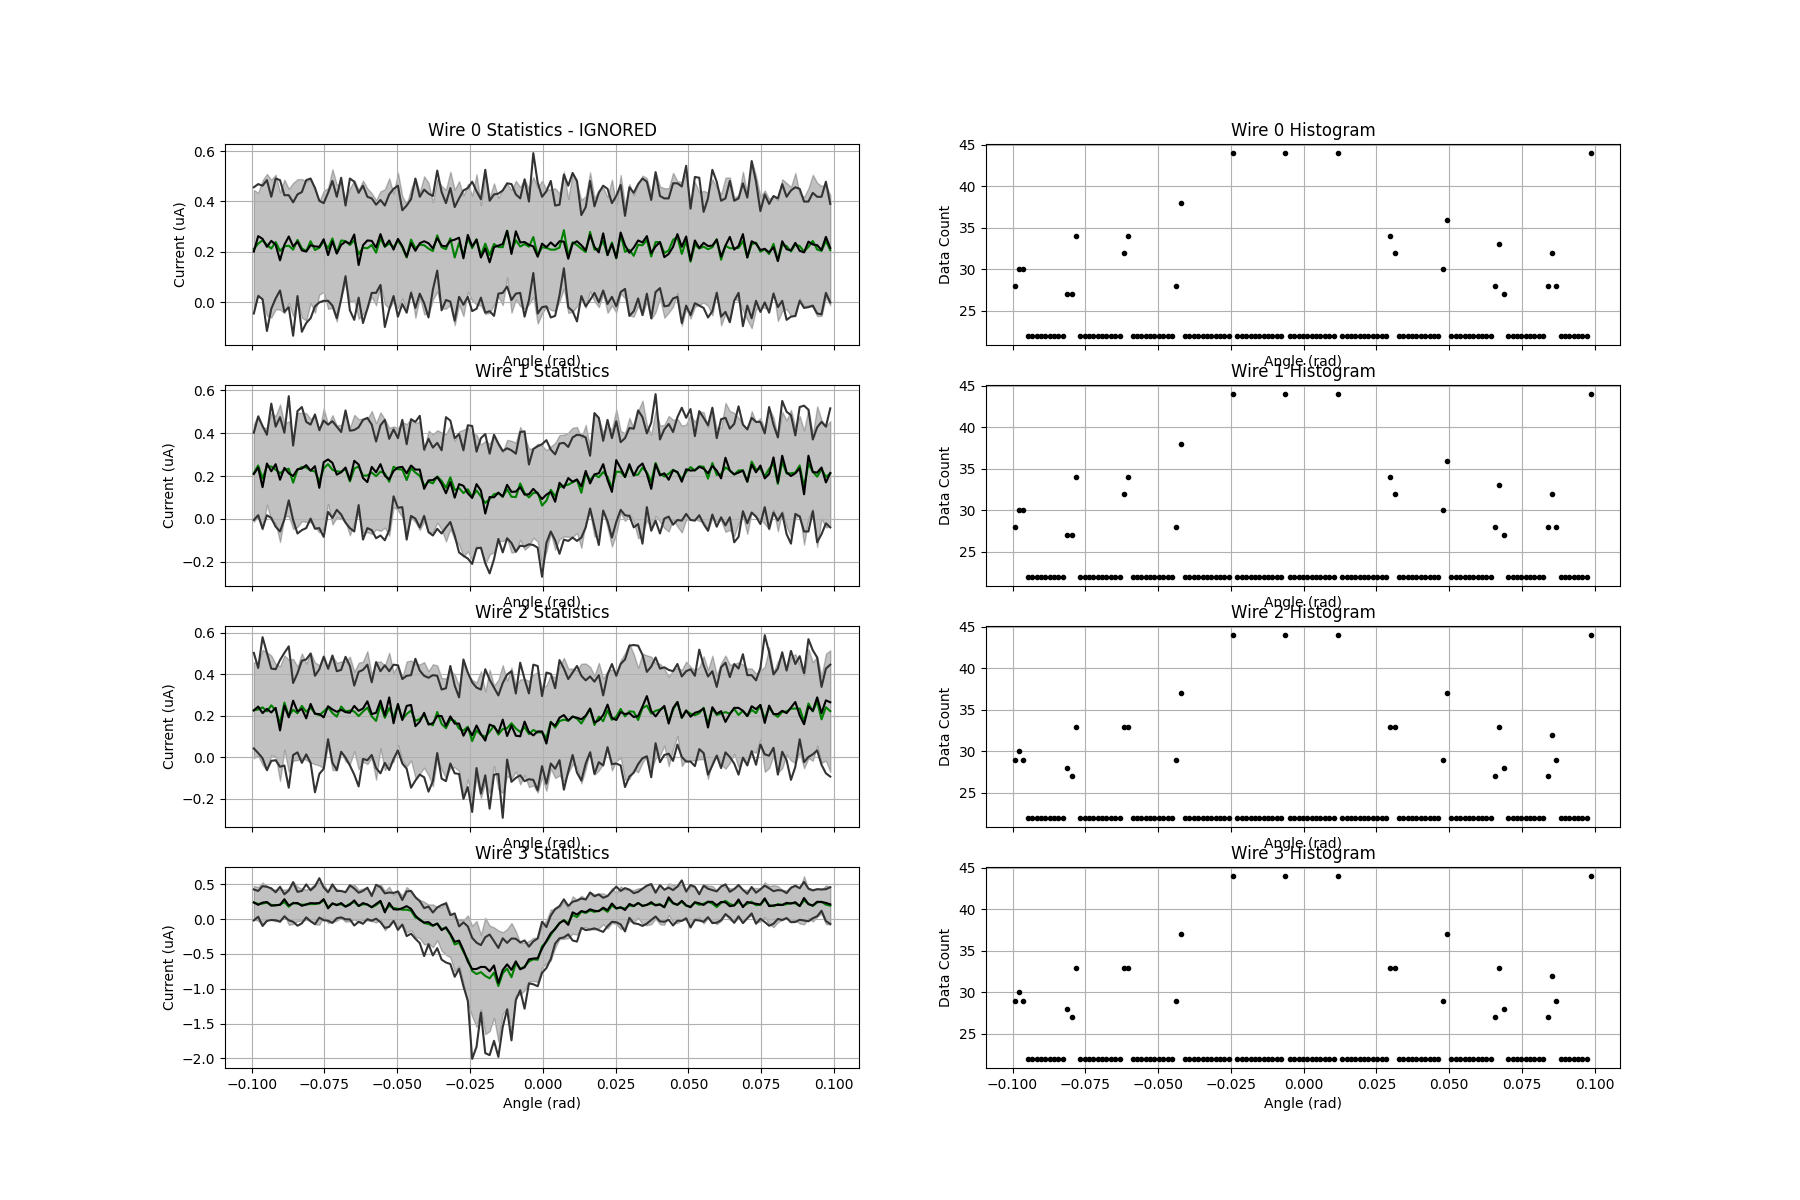 Wire 0 Statistics - IGNORED
0.6
0.4
0.2
0.0
Current (uA)
Angle (rad)
Wire 0 Histogram
45
40
35
30
25
Data Count
Angle (rad)
Wire 1 Statistics
0.6
0.4
0.2
0.0
−0.2
Current (uA)
Angle (rad)
Wire 1 Histogram
45
40
35
30
25
Data Count
Angle (rad)
Wire 2 Statistics
0.6
0.4
0.2
0.0
−0.2
Current (uA)
Angle (rad)
Wire 2 Histogram
45
40
35
30
25
Data Count
Angle (rad)
Wire 3 Statistics
0.5
0.0
−0.5
−1.0
−1.5
−2.0
Current (uA)
−0.100 −0.075 −0.050 −0.025 0.000 0.025 0.050 0.075 0.100
Angle (rad)
Wire 3 Histogram
45
40
35
30
25
Data Count
−0.100 −0.075 −0.050 −0.025 0.000 0.025 0.050 0.075 0.100
Angle (rad)